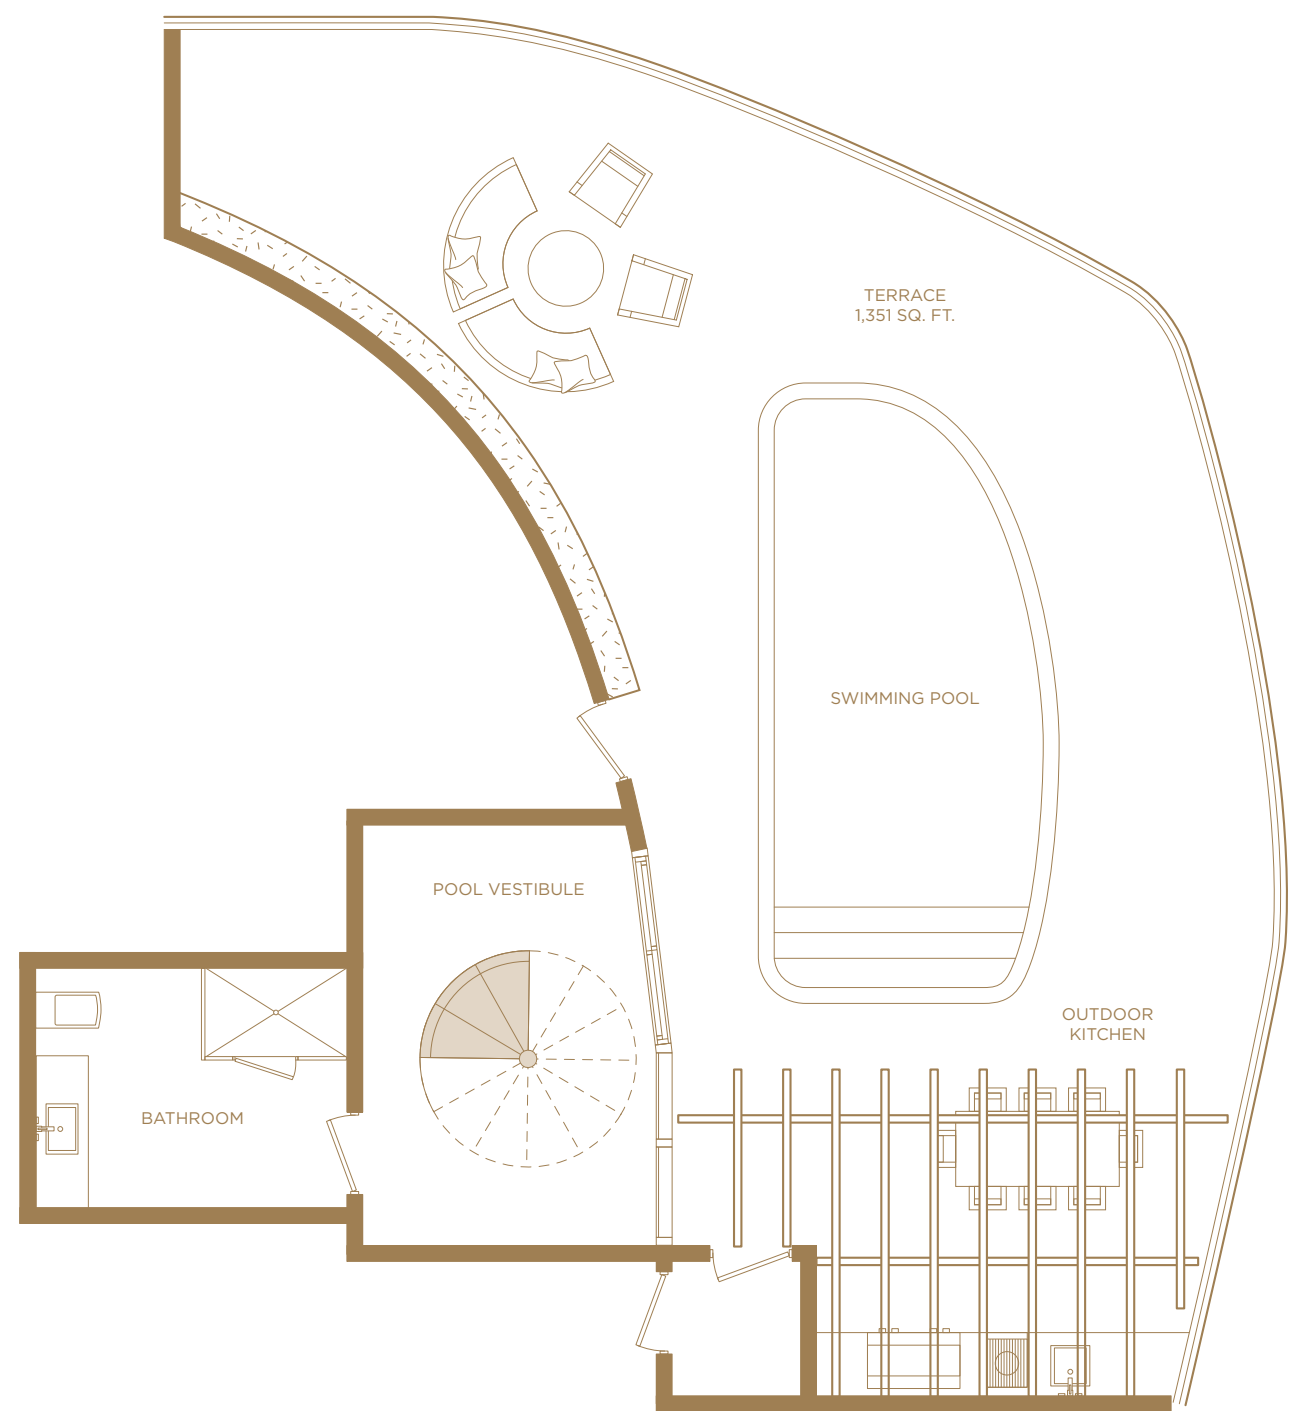 TERRACE
1,351 SQ. FT.
SWIMMING POOL
POOL VESTIBULE
OUTDOOR
KITCHEN
BATHROOM